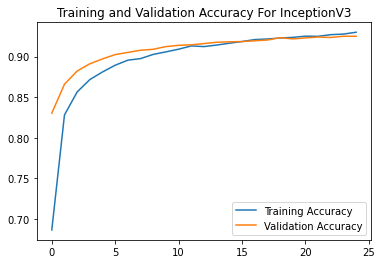 Training and Validation Accuracy For InceptionV3
0.90
0.85
0.80
0.75
0.70
Training Accuracy
Validation Accuracy
0 5 10 15 20 25